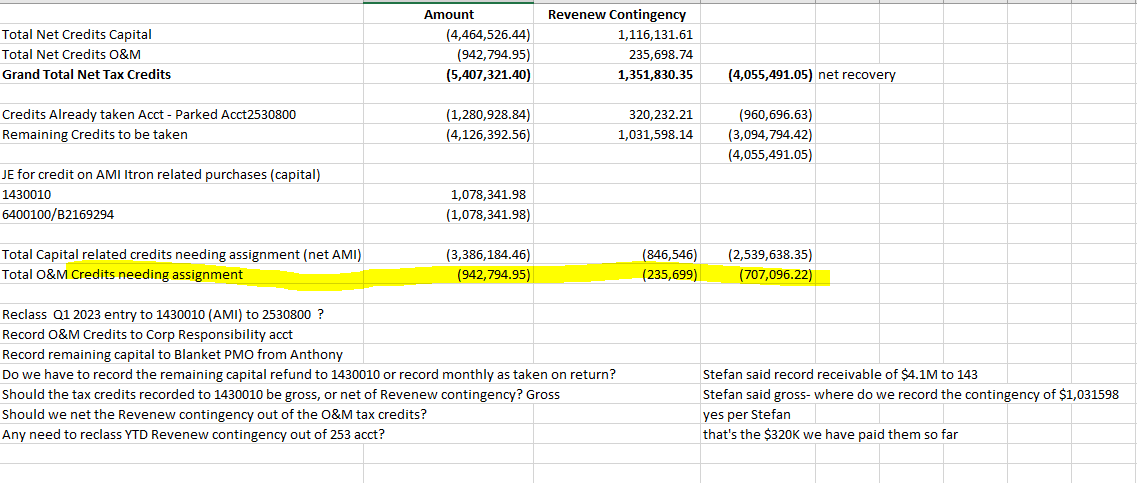 Amount Revenew Contingency
Total Net Credits Capital (4,464,526.44) 1,116,131.61
Total Net Credits O&M (942,794.95) 235,698.74
Grand Total Net Tax Credits (5,407,321.40) 1,351,830.35 (4,055,491.05) net recovery
Credits Already taken Acct - Parked Acct2530800 (1,280,928.84) 320,232.21 (960,696.63)
Remaining Credits to be taken (4,126,392.56) 1,031,598.14 (3,094,794.42)
(4,055,491.05)
JE for credit on AMI Itron related purchases (capital)
1430010 1,078,341.98
6400100/B2169294 (1,078,341.98)
Total Capital related credits needing assignment (net AMI) (3,386,184.46) (846,546) (2,539,638.35)
Total O&M Credits needing assignment (942,794.95) (235,699) (707,096.22)
Reclass Q1 2023 entry to 1430010 (AMI) to 2530800 ?
Record O&M Credits to Corp Responsibility acct
Record remaining capital to Blanket PMO from Anthony
Do we have to record the remaining capital refund to 1430010 or record monthly as taken on return? Stefan said record receivable of $4.1M to 143
Should the tax credits recorded to 1430010 be gross, or net of Revenew contingency? Gross Stefan said gross- where do we record the contingency of $1,031598
Should we net the Revenew contingency out of the O&M tax credits? yes per Stefan
Any need to reclass YTD Revenew contingency out of 253 acct? that's the $320K we have paid them so far